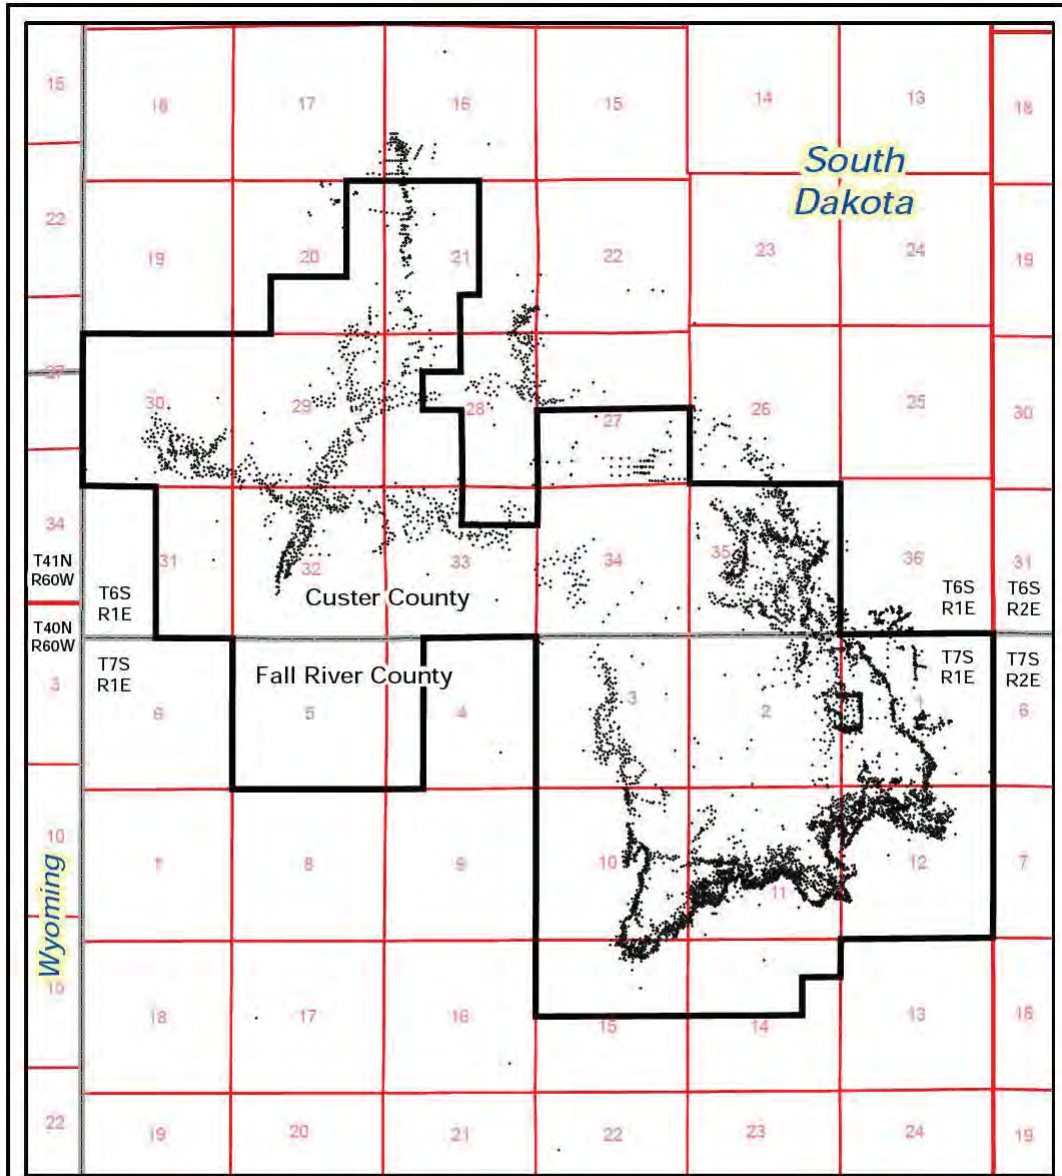 15 18 17 16 15 14 13 18
South
Dakota
22 19 20 21 22 23 24 19
27 30 29 28 27 26 25 30
34 31 32 33 34 35 36 31
T41N
R60W
T6S
R1E
Custer County
T6S
R1E
T6S
R2E
T40N
R60W
T7S
R1E
Fall River County
T7S
R1E
T7S
R2E
3 6 5 4 3 2 1 6
10 7 8 9 10 11 12 7
Wyoming
18 17 16 15 14 13 18
22 19 20 21 22 23 24 19